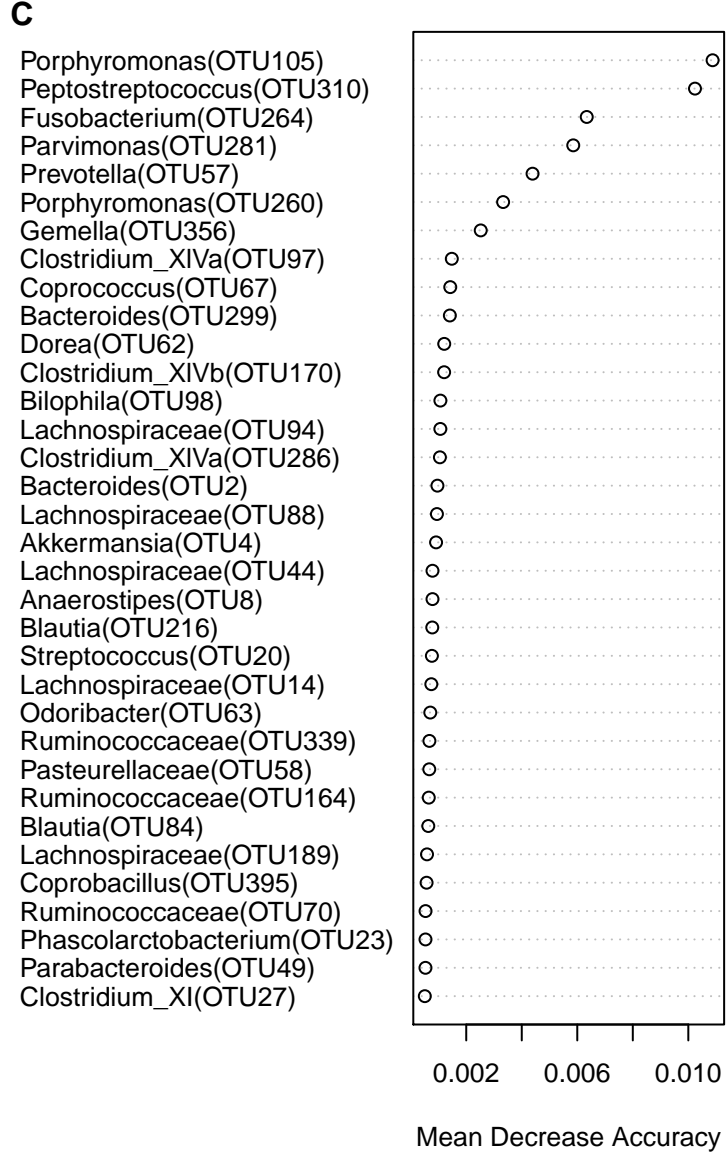 C
Porphyromonas(OTU105)
Peptostreptococcus(OTU310)
Fusobacterium(OTU264)
Parvimonas(OTU281)
Prevotella(OTU57)
Porphyromonas(OTU260)
Gemella(OTU356)
Clostridium_XIVa(OTU97)
Coprococcus(OTU67)
Bacteroides(OTU299)
Dorea(OTU62)
Clostridium_XIVb(OTU170)
Bilophila(OTU98)
Lachnospiraceae(OTU94)
Clostridium_XIVa(OTU286)
Bacteroides(OTU2)
Lachnospiraceae(OTU88)
Akkermansia(OTU4)
Lachnospiraceae(OTU44)
Anaerostipes(OTU8)
Blautia(OTU216)
Streptococcus(OTU20)
Lachnospiraceae(OTU14)
Odoribacter(OTU63)
Ruminococcaceae(OTU339)
Pasteurellaceae(OTU58)
Ruminococcaceae(OTU164)
Blautia(OTU84)
Lachnospiraceae(OTU189)
Coprobacillus(OTU395)
Ruminococcaceae(OTU70)
Phascolarctobacterium(OTU23)
Parabacteroides(OTU49)
Clostridium_XI(OTU27)
0.002 0.006 0.010
Mean Decrease Accuracy